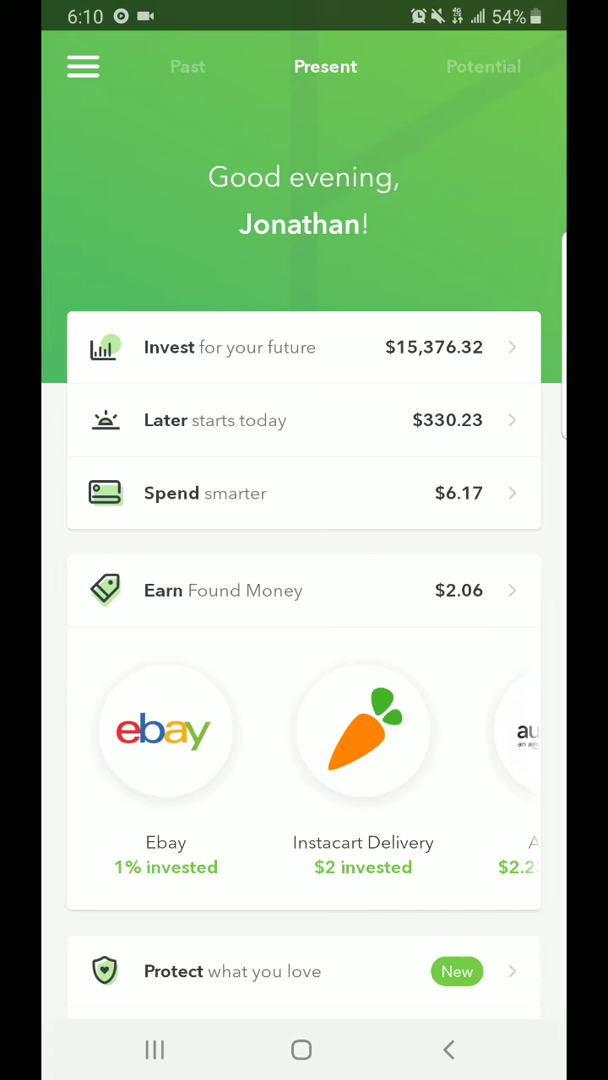 6:10 54%
Past Present Potential
Good evening,
Jonathan!
Invest for your future $15,376.32
Later starts today $330.23
Spend smarter $6.17
Earn Found Money $2.06
ebay
Ebay Instacart Delivery
1% invested $2 invested
Protect what you love New